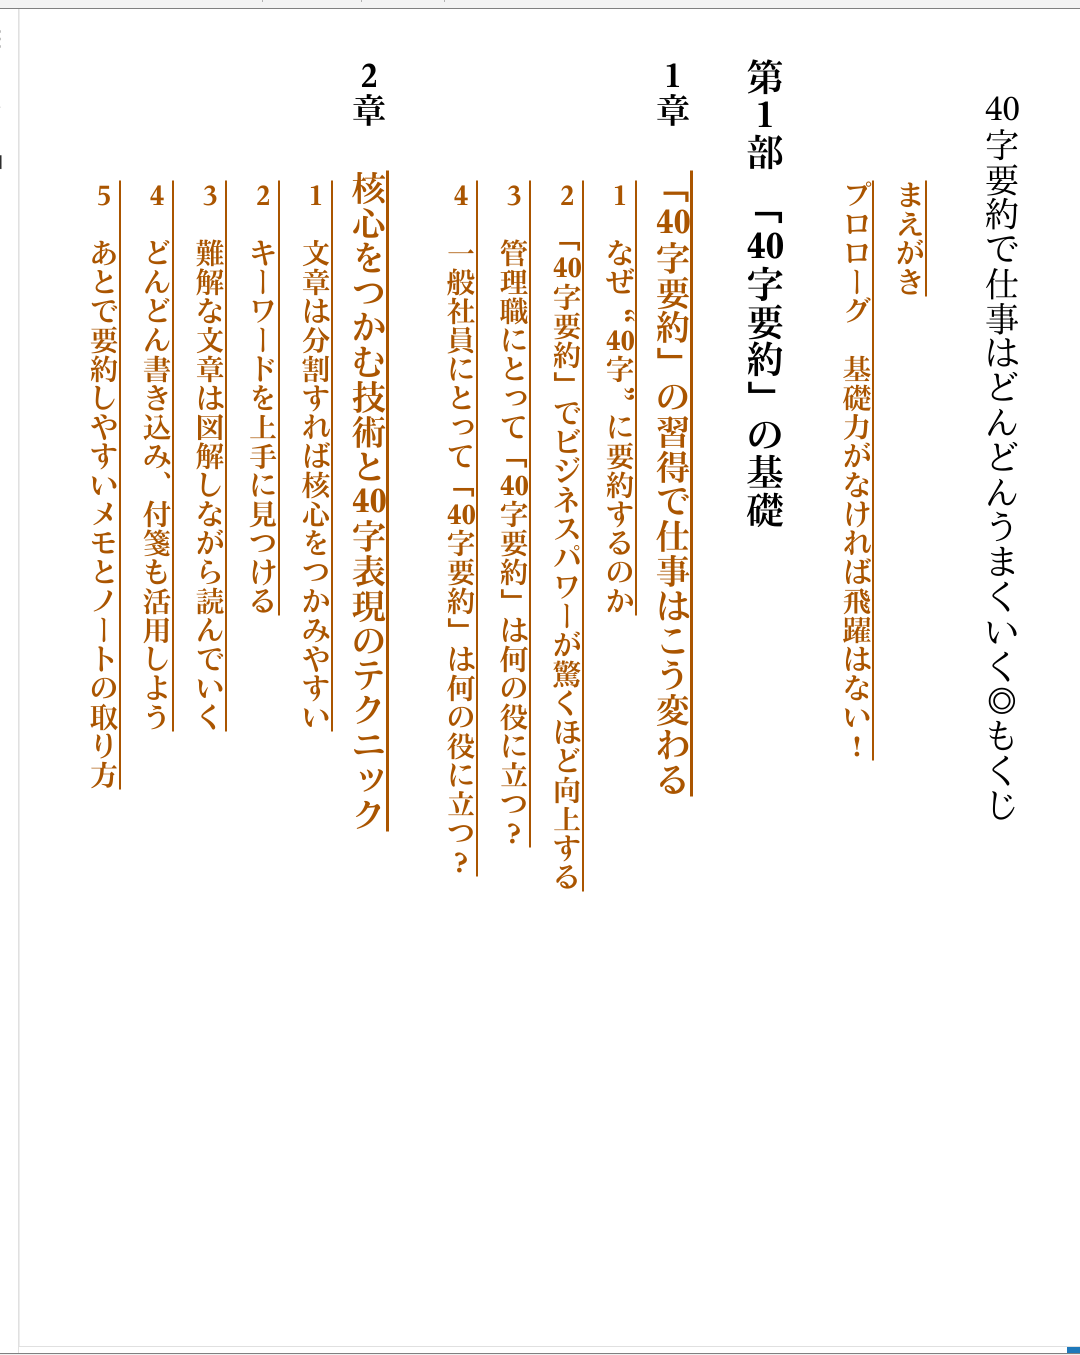 40字要約で仕事はどんどんうまくいく◎もくじ
まえがき
プロローグ　基礎力がなければ飛躍はない！
第1部　「40字要約」の基礎
1章　「40字要約」の習得で仕事はこう変わる
1　なぜ〝40字〟に要約するのか
2　「40字要約」でビジネスパワーが驚くほど向上する
3　管理職にとって「40字要約」は何の役に立つ？
4　一般社員にとって「40字要約」は何の役に立つ？
2章　核心をつかむ技術と40字表現のテクニック
1　文章は分割すれば核心をつかみやすい
2　キーワードを上手に見つける
3　難解な文章は図解しながら読んでいく
4　どんどん書き込み、付箋も活用しよう
5　あとで要約しやすいメモとノートの取り方